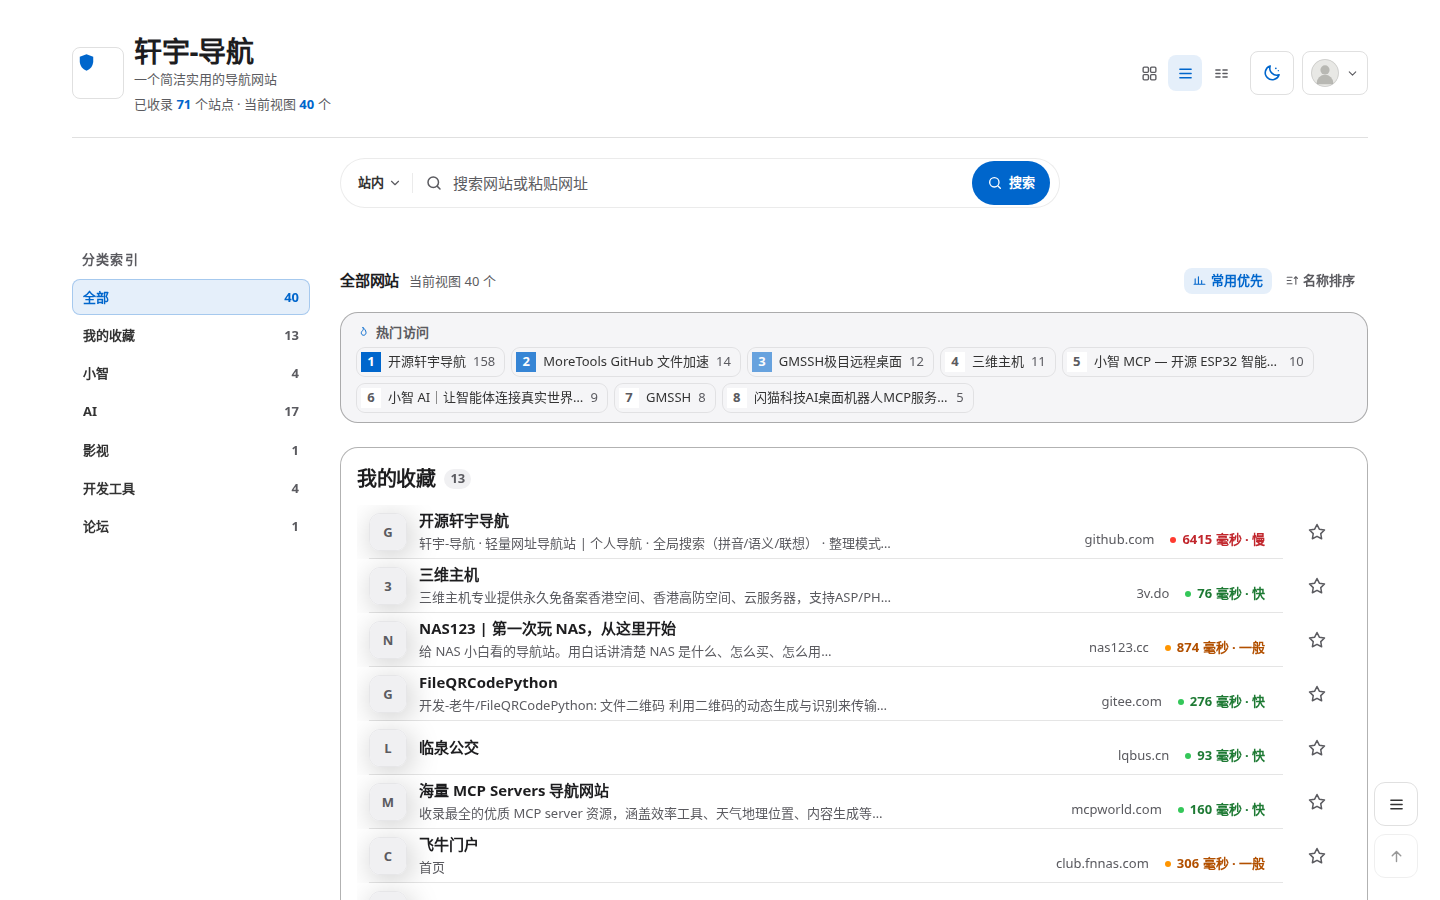 轩宇-导航
一个简洁实用的导航网站
已收录 71 个站点 · 当前视图 40 个
站内
搜索网站或粘贴网址
搜索
分类索引
全部 40
我的收藏 13
小智 4
AI 17
影视 1
开发工具 4
论坛 1
全部网站 当前视图 40 个
常用优先 名称排序
热门访问
1 开源轩宇导航 158
2 MoreTools GitHub 文件加速 14
3 GMSSH极目远程桌面 12
4 三维主机 11
5 小智 MCP — 开源 ESP32 智能... 10
6 小智 AI｜让智能体连接真实世界... 9
7 GMSSH 8
8 闪猫科技AI桌面机器人MCP服务... 5
我的收藏 13
G
开源轩宇导航
轩宇-导航 · 轻量网址导航站 | 个人导航 · 全局搜索（拼音/语义/联想） · 整理模式...
github.com 6415 毫秒 · 慢
3
三维主机
三维主机专业提供永久免备案香港空间、香港高防空间、云服务器，支持ASP/PH...
3v.do 76 毫秒 · 快
N
NAS123 | 第一次玩 NAS，从这里开始
给 NAS 小白看的导航站。用白话讲清楚 NAS 是什么、怎么买、怎么用...
nas123.cc 874 毫秒 · 一般
G
FileQRCodePython
开发-老牛/FileQRCodePython: 文件二维码 利用二维码的动态生成与识别来传输...
gitee.com 276 毫秒 · 快
L
临泉公交
lqbus.cn 93 毫秒 · 快
M
海量 MCP Servers 导航网站
收录最全的优质 MCP server 资源，涵盖效率工具、天气地理位置、内容生成等...
mcpworld.com 160 毫秒 · 快
C
飞牛门户
首页
club.fnnas.com 306 毫秒 · 一般